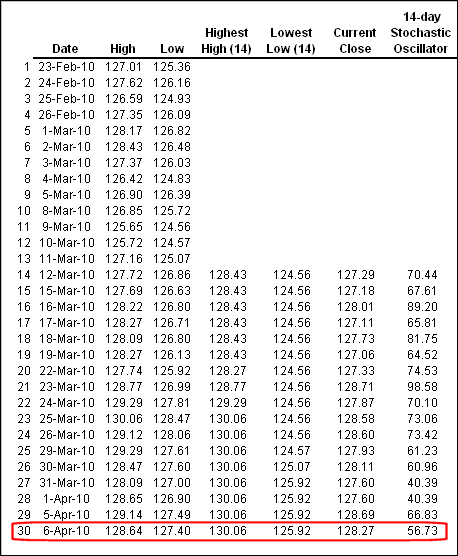 14-day
Highest Lowest Current Stochastic
Date High Low High (14) Low (14) Close Oscillator
1 23-Feb-10 127.01 125.36
2 24-Feb-10 127.62 126.16
3 25-Feb-10 126.59 124.93
4 26-Feb-10 127.35 126.09
5 1-Mar-10 128.17 126.82
6 2-Mar-10 128.43 126.48
7 3-Mar-10 127.37 126.03
8 4-Mar-10 126.42 124.83
9 5-Mar-10 126.90 126.39
10 8-Mar-10 126.85 125.72
11 9-Mar-10 125.65 124.56
12 10-Mar-10 125.72 124.57
13 11-Mar-10 127.16 125.07
14 12-Mar-10 127.72 126.86 128.43 124.56 127.29 70.44
15 15-Mar-10 127.69 126.63 128.43 124.56 127.18 67.61
16 16-Mar-10 128.22 126.80 128.43 124.56 128.01 89.20
17 17-Mar-10 128.27 126.71 128.43 124.56 127.11 65.81
18 18-Mar-10 128.09 126.80 128.43 124.56 127.73 81.75
19 19-Mar-10 128.27 126.13 128.43 124.56 127.06 64.52
20 22-Mar-10 127.74 125.92 128.27 124.56 127.33 74.53
21 23-Mar-10 128.77 126.99 128.77 124.56 128.71 98.58
22 24-Mar-10 129.29 127.81 129.29 124.56 127.87 70.10
23 25-Mar-10 130.06 128.47 130.06 124.56 128.58 73.06
24 26-Mar-10 129.12 128.06 130.06 124.56 128.60 73.42
25 29-Mar-10 129.29 127.61 130.06 124.57 127.93 61.23
26 30-Mar-10 128.47 127.60 130.06 125.07 128.11 60.96
27 31-Mar-10 128.09 127.00 130.06 125.92 127.60 40.39
28 1-Apr-10 128.65 126.90 130.06 125.92 127.60 40.39
29 5-Apr-10 129.14 127.49 130.06 125.92 128.69 66.83
30 6-Apr-10 128.64 127.40 130.06 125.92 128.27 56.73